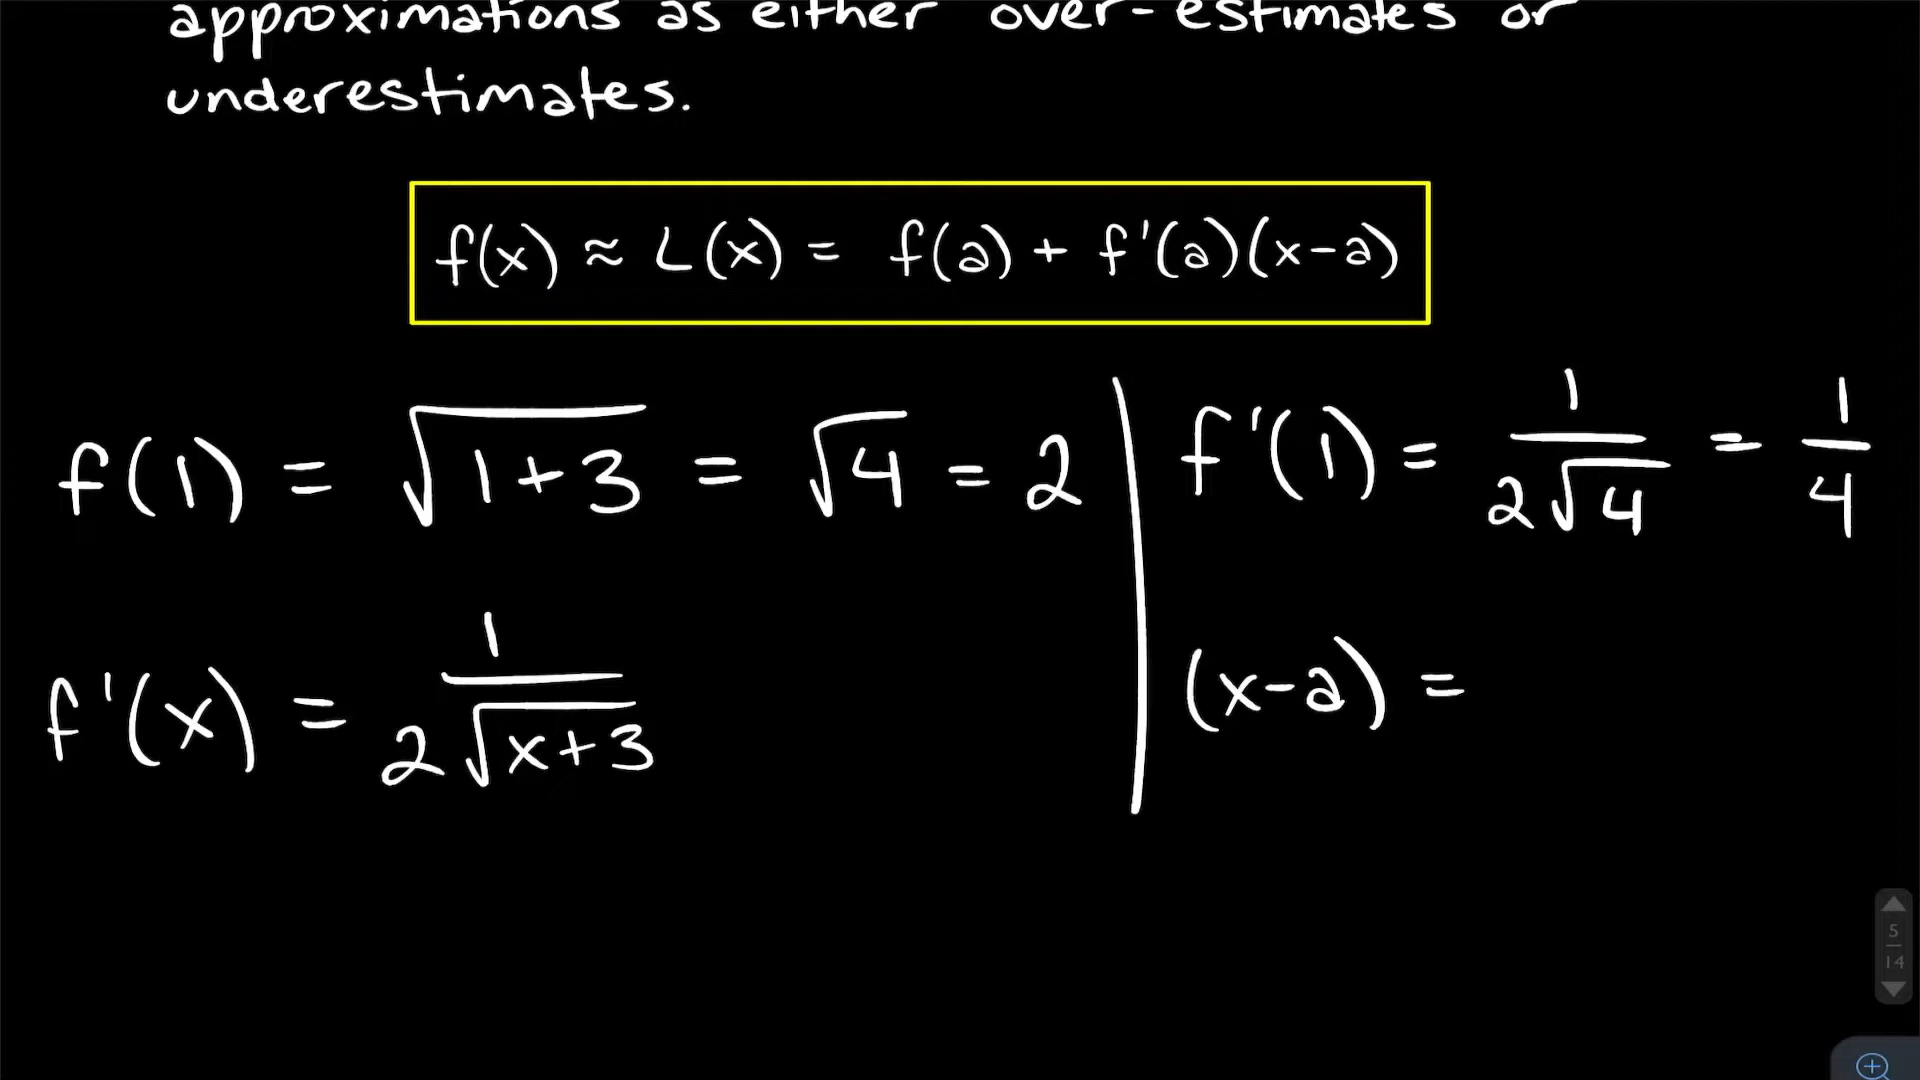 approximations as either over-estimates or
underestimates.
f(x) ≈ L(x) = f(a) + f'(a)(x-a)
f(1) = √(1+3) = √4 = 2
f'(x) = 1/(2√(x+3))
f'(1) = 1/(2√4) = 1/4
(x-a) =
5
14